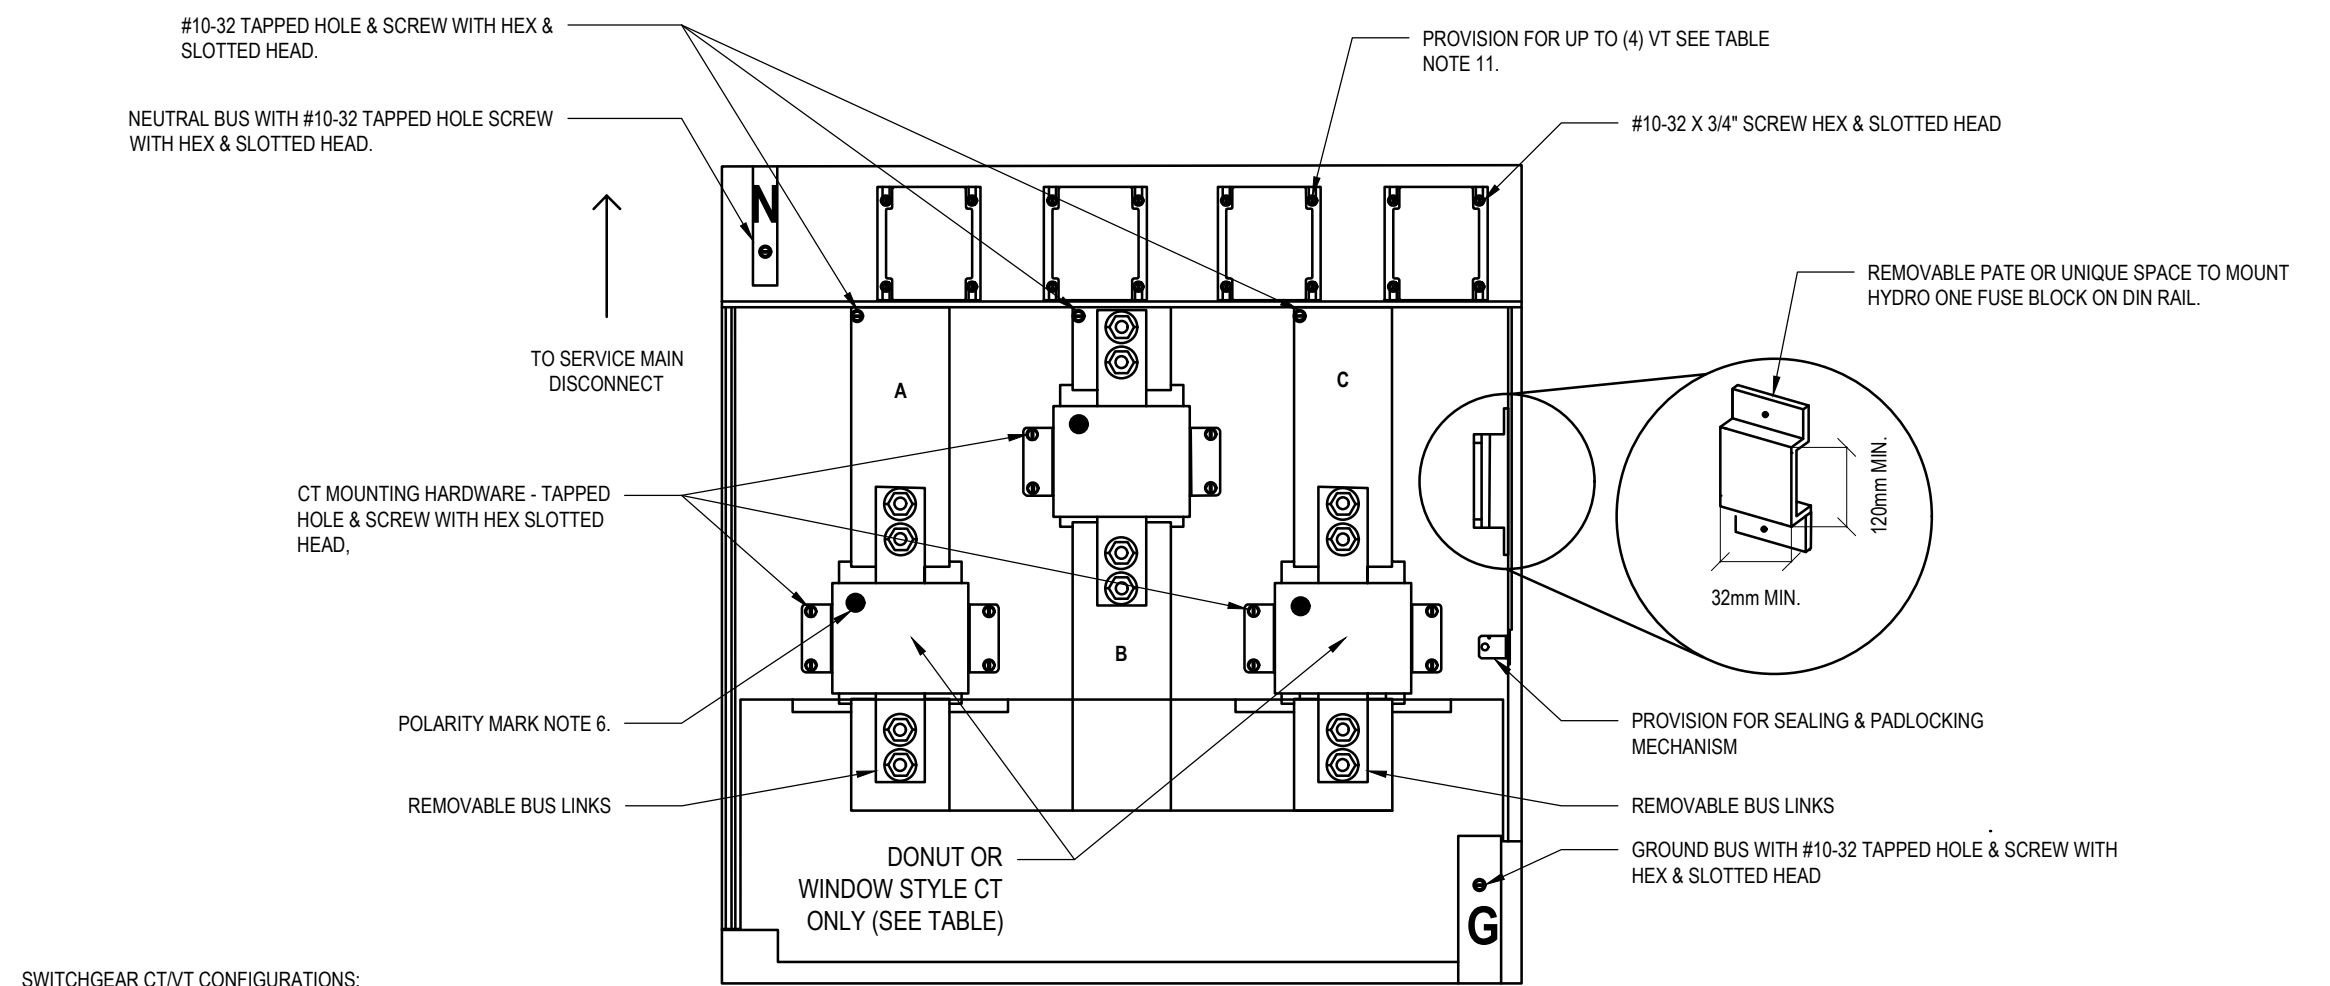 #10-32 TAPPED HOLE & SCREW WITH HEX &
SLOTTED HEAD.
PROVISION FOR UP TO (4) VT SEE TABLE
NOTE 11.
NEUTRAL BUS WITH #10-32 TAPPED HOLE SCREW
WITH HEX & SLOTTED HEAD.
#10-32 X 3/4" SCREW HEX & SLOTTED HEAD
N
REMOVABLE PATE OR UNIQUE SPACE TO MOUNT
HYDRO ONE FUSE BLOCK ON DIN RAIL.
TO SERVICE MAIN
DISCONNECT
A
C
120mm MIN.
32mm MIN.
CT MOUNTING HARDWARE - TAPPED
HOLE & SCREW WITH HEX SLOTTED
HEAD,
B
POLARITY MARK NOTE 6.
PROVISION FOR SEALING & PADLOCKING
MECHANISM
REMOVABLE BUS LINKS
REMOVABLE BUS LINKS
DONUT OR
WINDOW STYLE CT
ONLY (SEE TABLE)
GROUND BUS WITH #10-32 TAPPED HOLE & SCREW WITH
HEX & SLOTTED HEAD
G
SWITCHGEAR CT/VT CONFIGURATIONS: